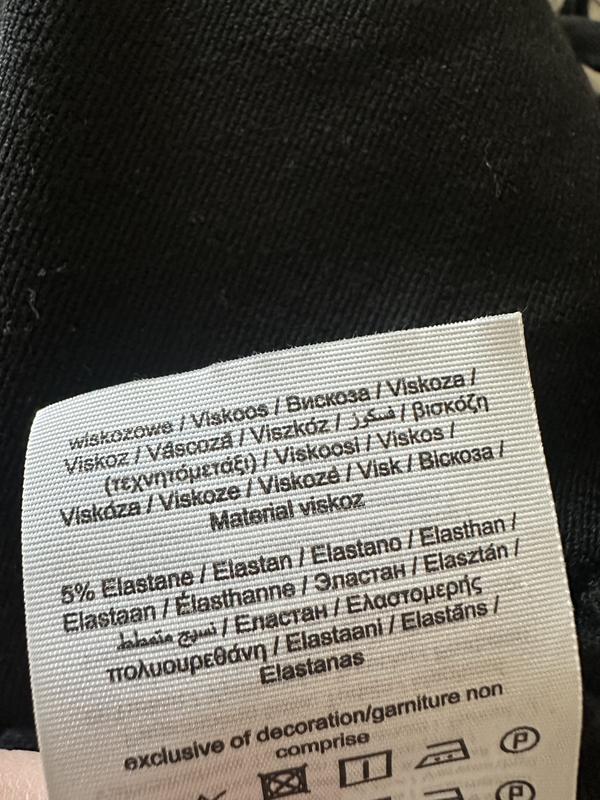 wiskozowe / Viskoos / Вискоза / Viskoza /
Viskoz / Vâscoză / Viszkóz / فسكوز / βισκόζη
(τεχνητόμετάξι) / Viskoosi / Viskos /
Viskóza / Viskoze / Viskozė / Visk / Віскоза /
Material viskoz
5% Elastane / Elastan / Elastano / Elasthan /
Elastaan / Élasthanne / Эластан / Elasztán /
نسيج متمطط / Еластан / Ελαστομερής
πολυουρεθάνη / Elastaani / Elastāns /
Elastanas
exclusive of decoration/garniture non
comprise
P
P